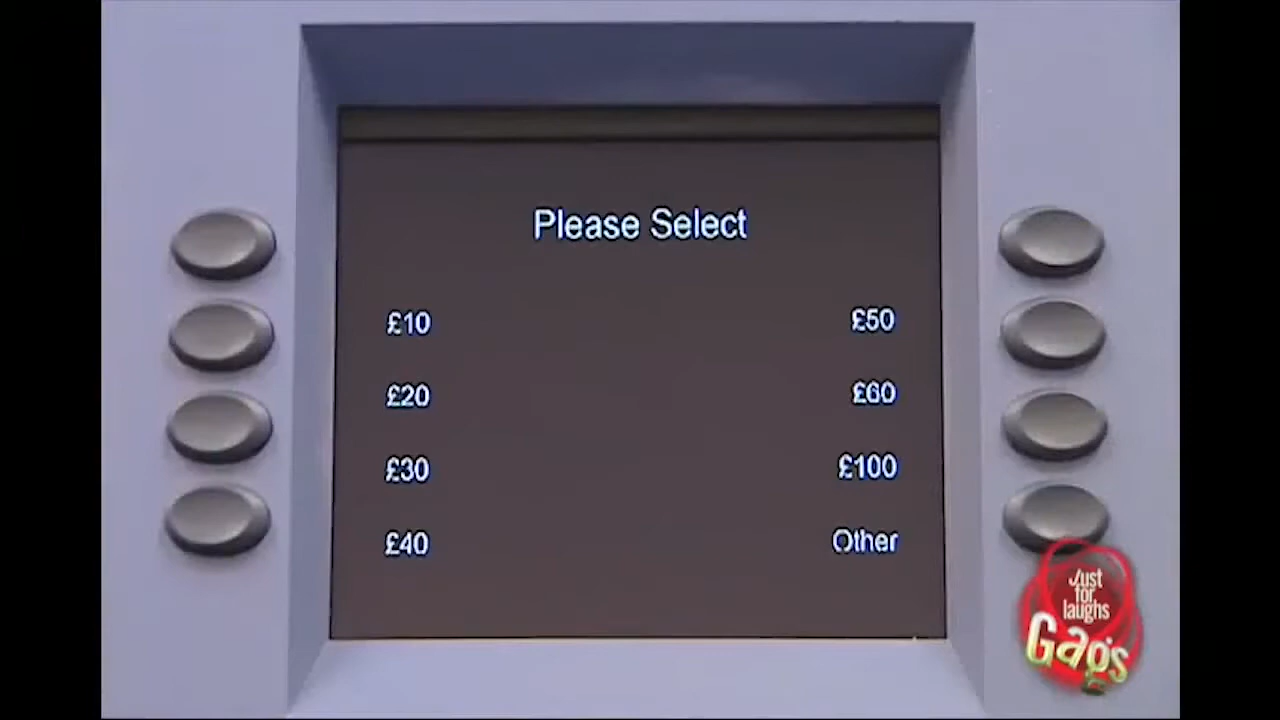 Please Select
£10
£50
£20
£60
£30
£100
£40
Other
Just
for
laughs
Gags